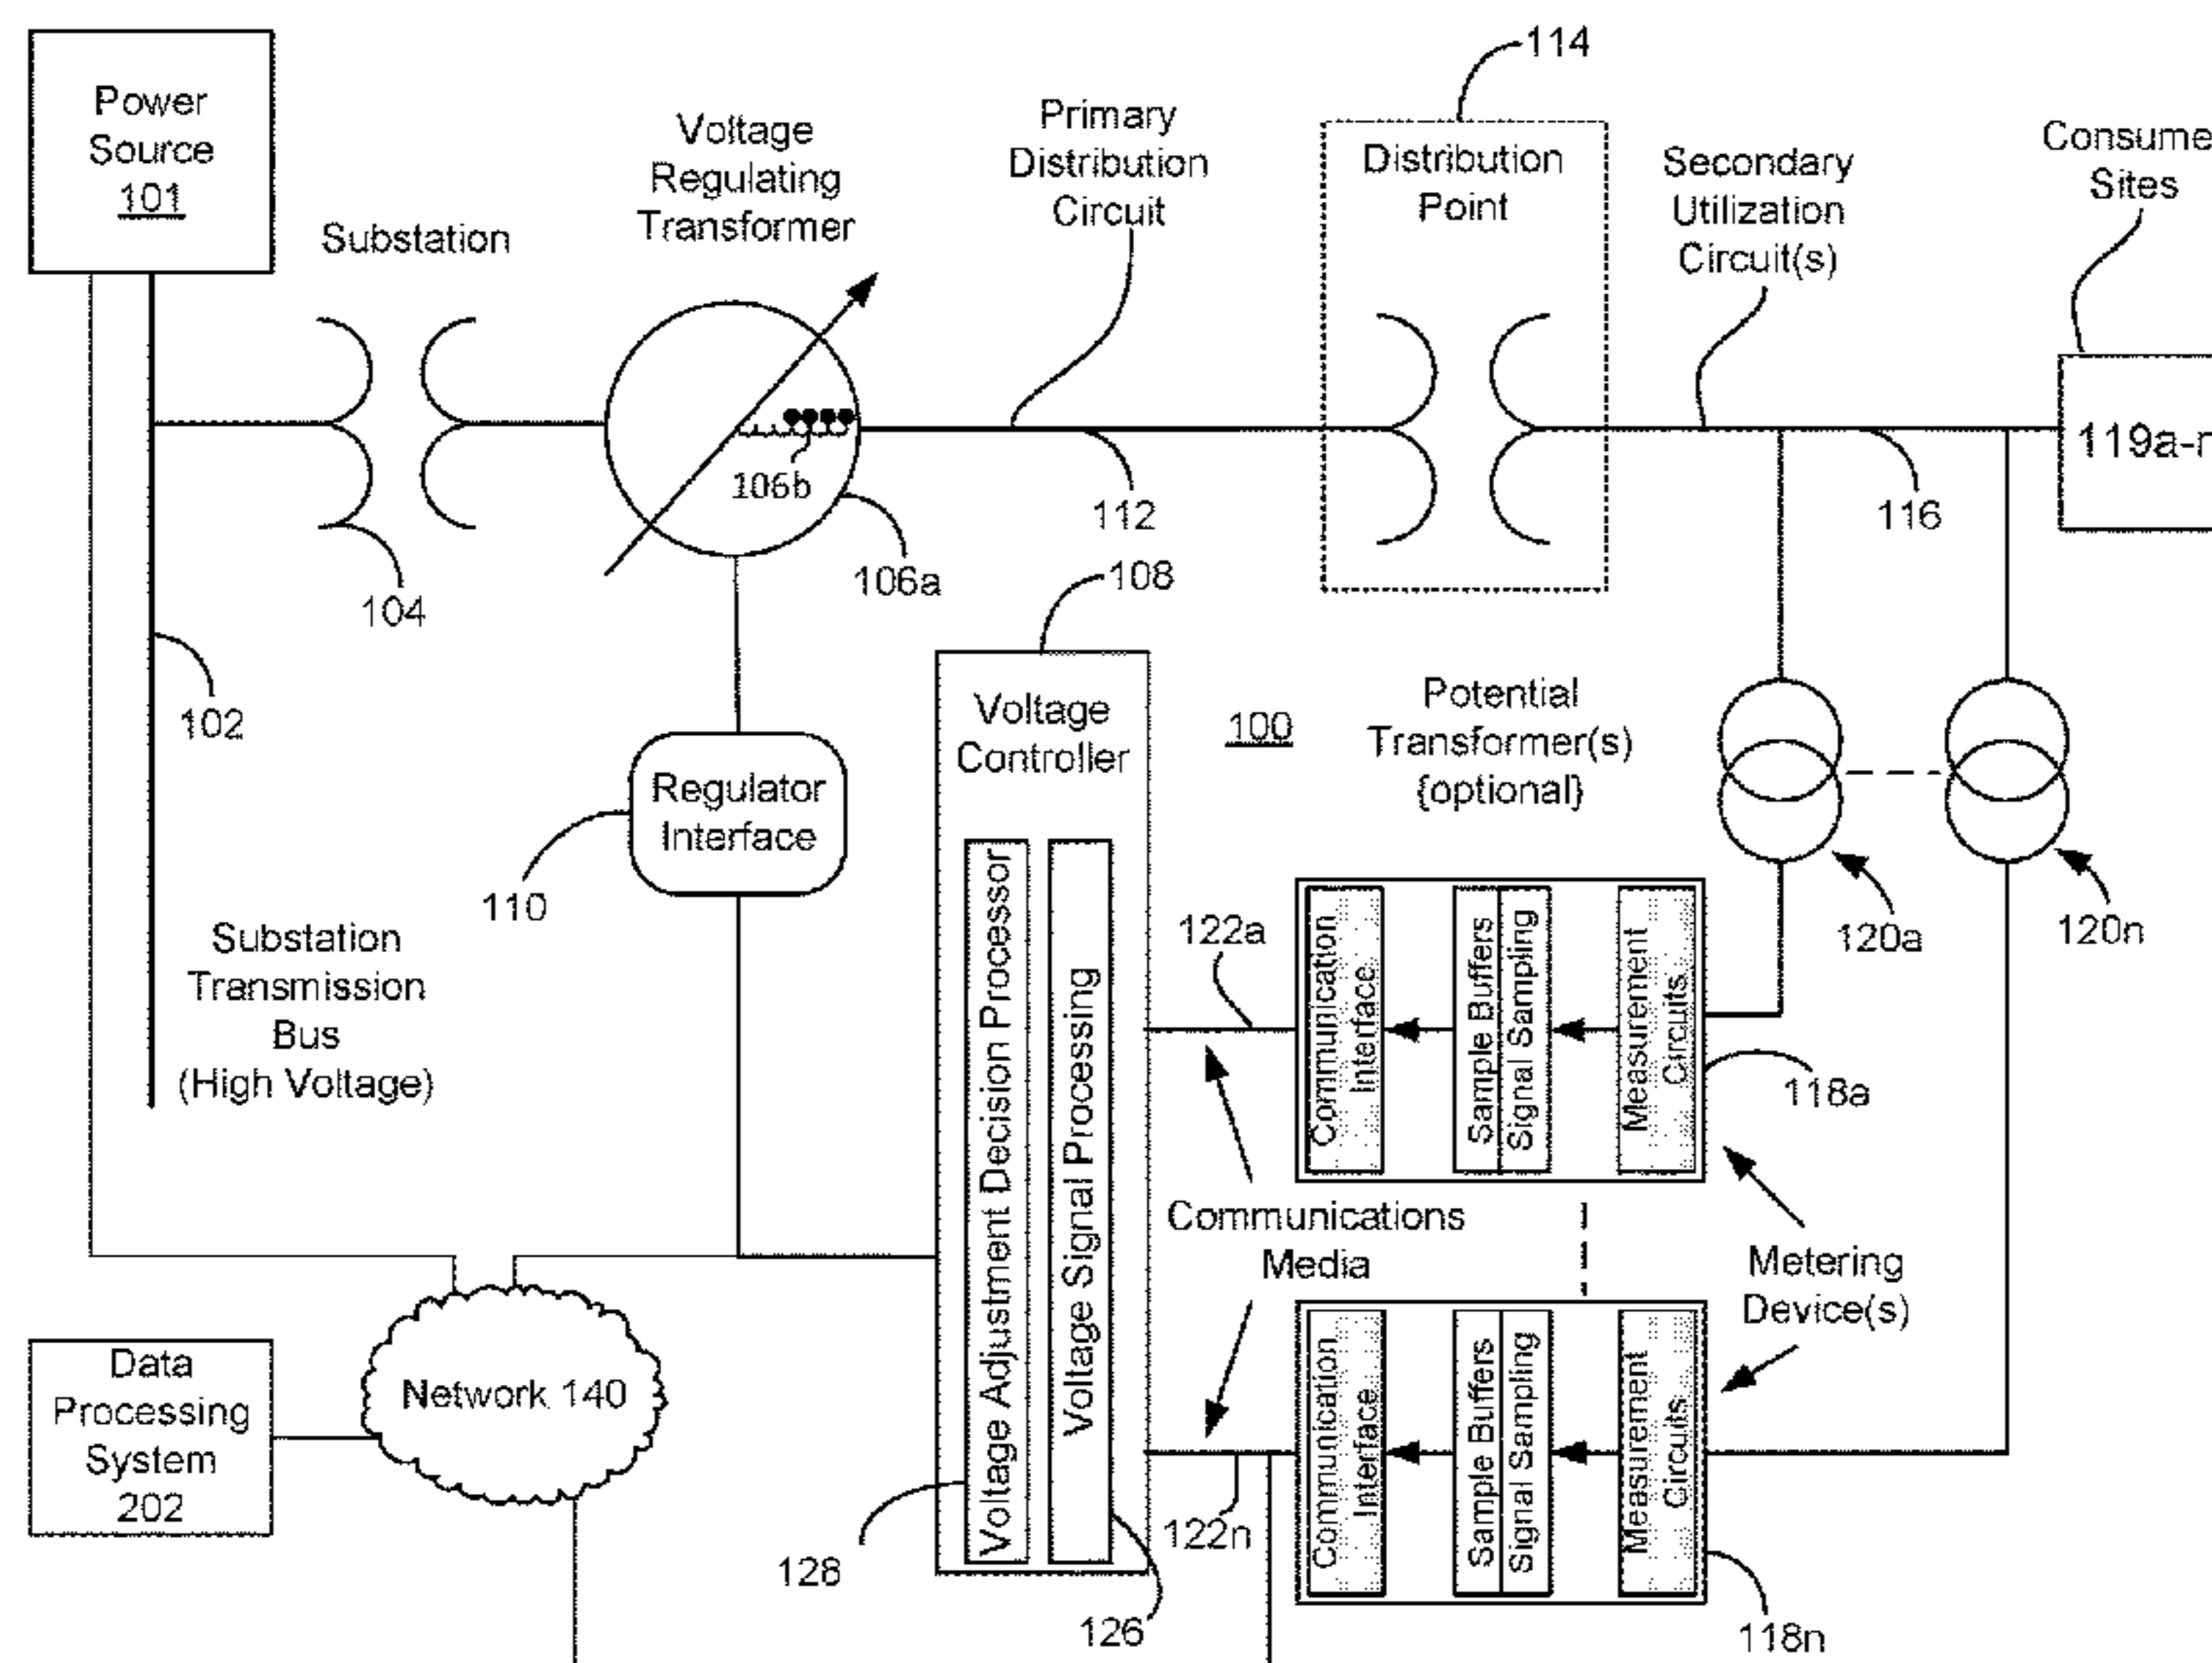 114
Power
Source
101
Voltage
Regulating
Transformer
Primary
Distribution
Circuit
Distribution
Point
Secondary
Utilization
Circuit(s)
Consume
Sites
Substation
119a-n
106b
112
116
106a
104
108
102
Voltage
Controller
100
Potential
Transformer(s)
{optional}
Regulator
Interface
110
120a
120n
Substation
Transmission
Bus
(High Voltage)
122a
Communication
Interface
Sample Buffers
Signal Sampling
Measurement
Circuits
118a
Voltage Adjustment Decision Processor
Voltage Signal Processing
Communications
Media
Metering
Device(s)
Data
Processing
System
202
Network 140
Communication
Interface
Sample Buffers
Signal Sampling
Measurement
Circuits
122n
128
126
118n